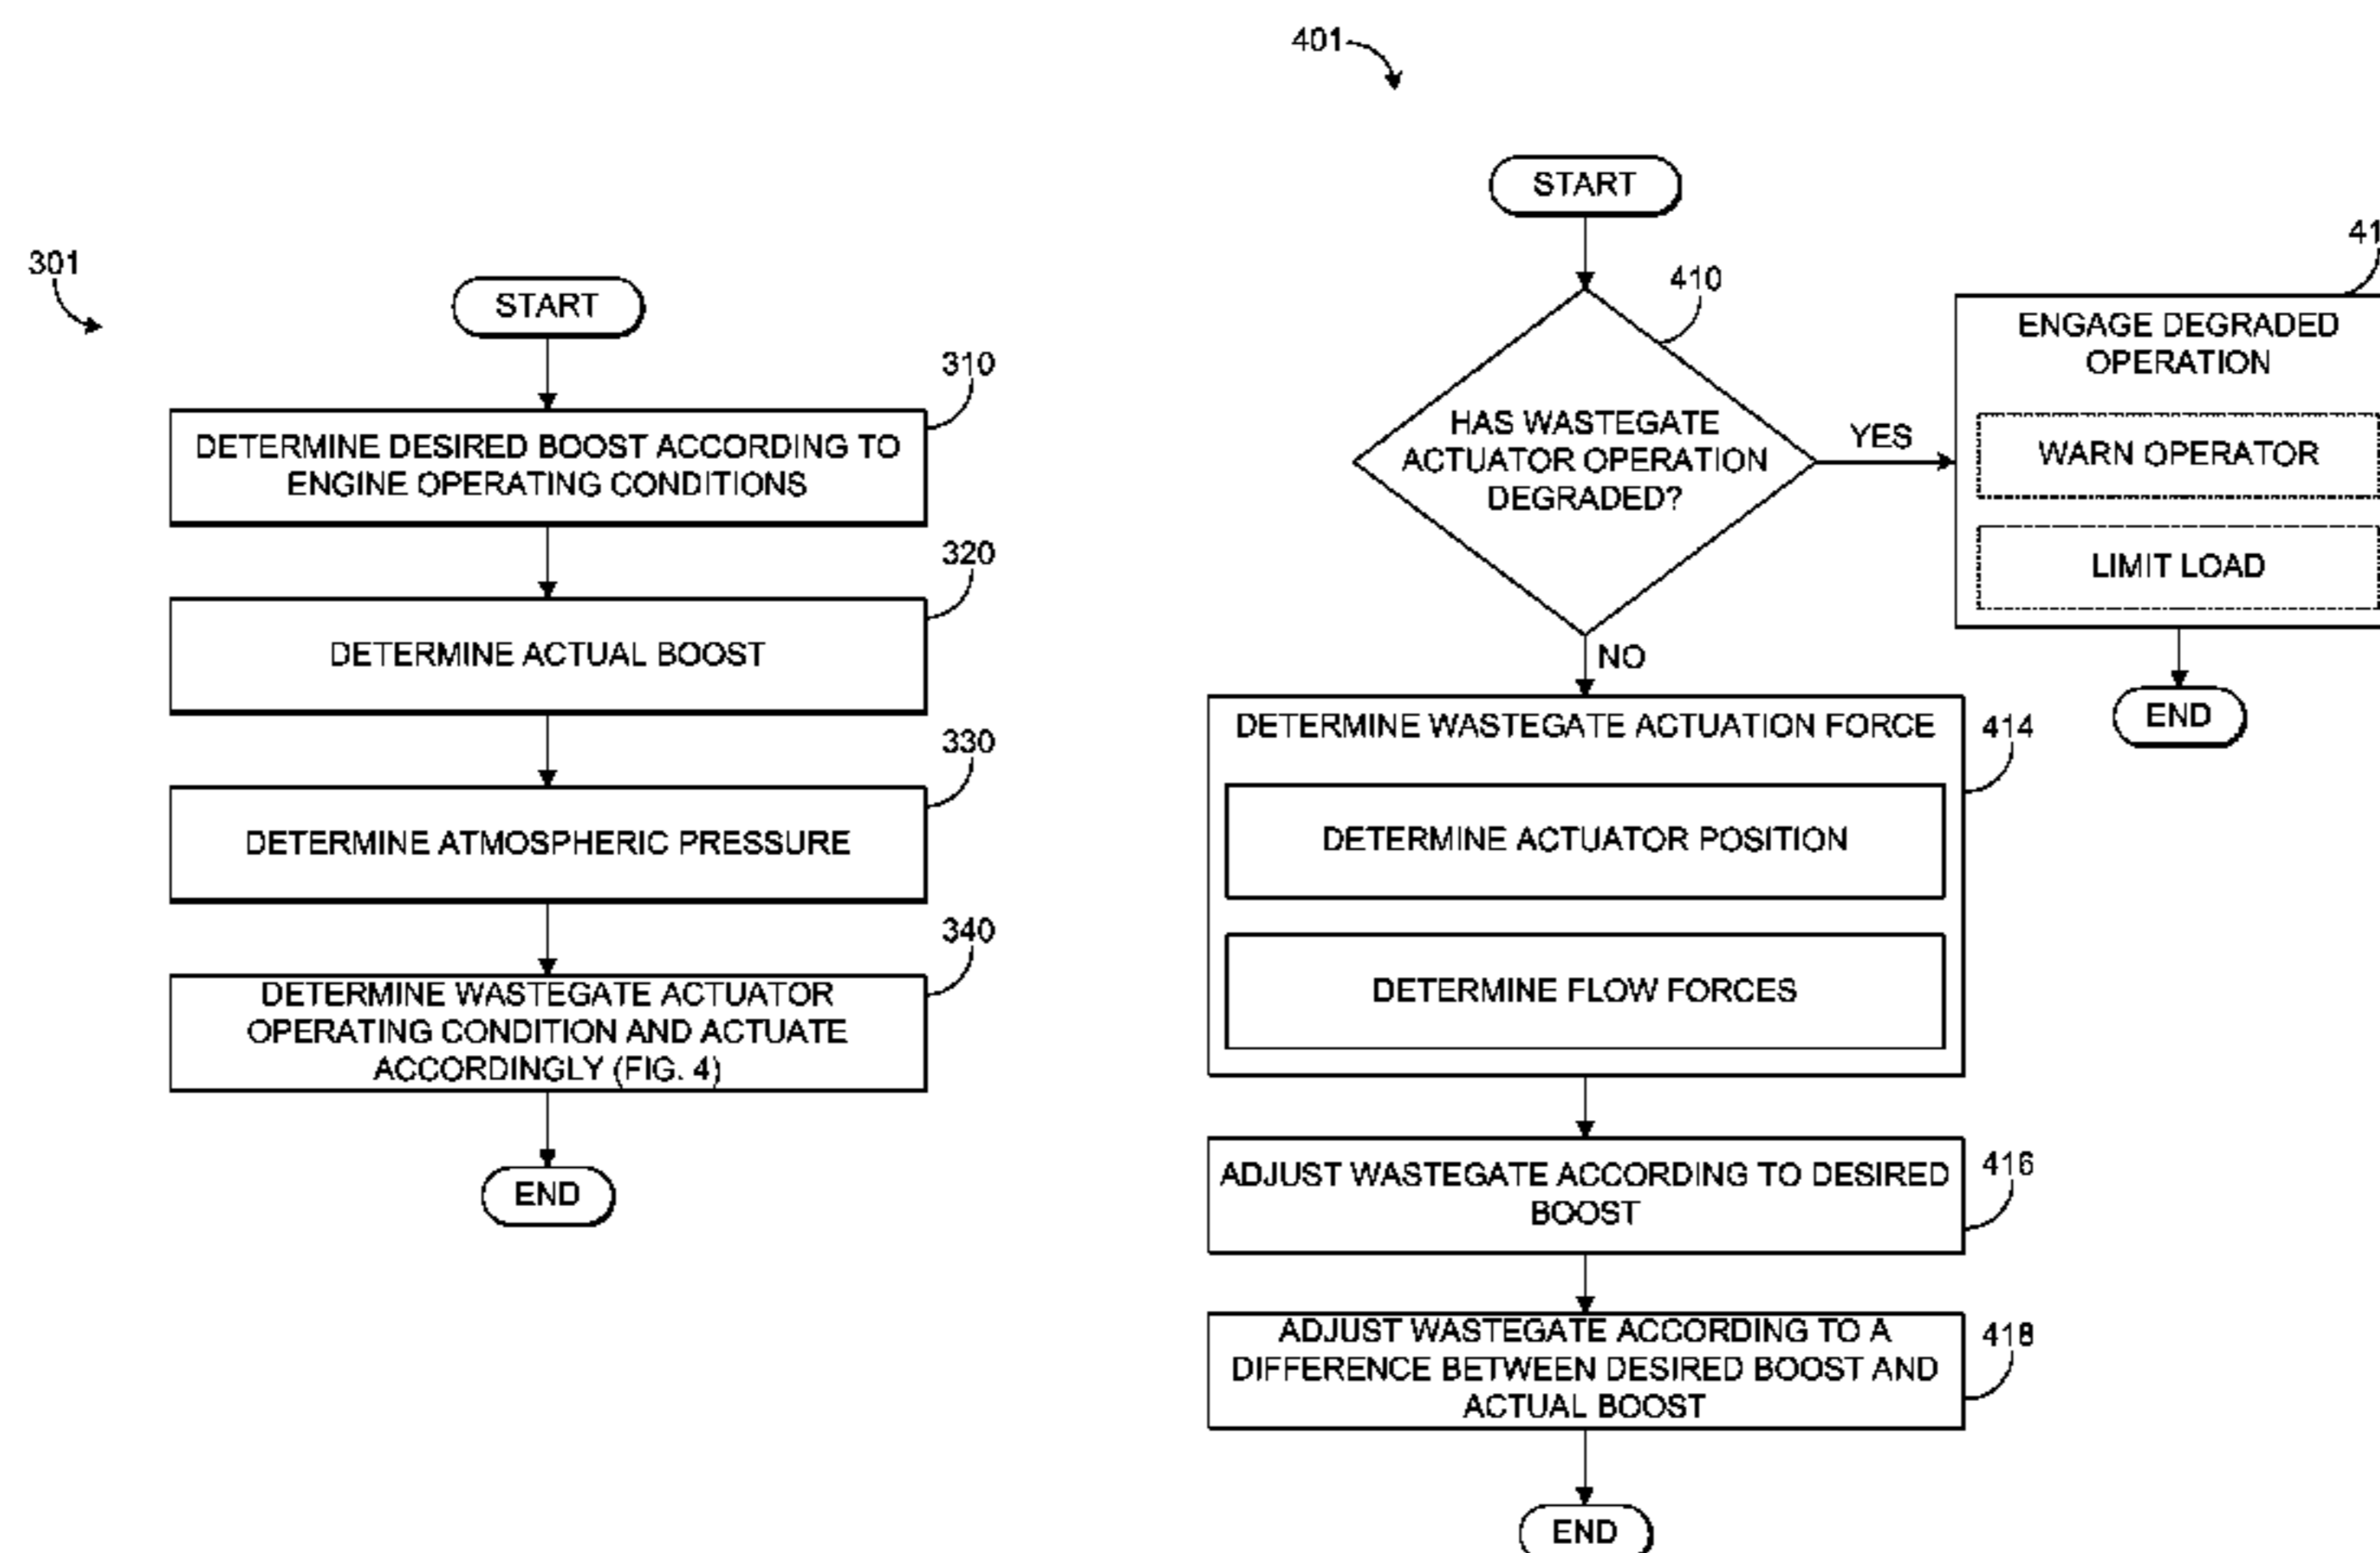 301
START
310
DETERMINE DESIRED BOOST ACCORDING TO
ENGINE OPERATING CONDITIONS
320
DETERMINE ACTUAL BOOST
330
DETERMINE ATMOSPHERIC PRESSURE
340
DETERMINE WASTEGATE ACTUATOR
OPERATING CONDITION AND ACTUATE
ACCORDINGLY (FIG. 4)
END
401
START
410
HAS WASTEGATE
ACTUATOR OPERATION
DEGRADED?
YES
ENGAGE DEGRADED
OPERATION
WARN OPERATOR
LIMIT LOAD
END
NO
DETERMINE WASTEGATE ACTUATION FORCE
414
DETERMINE ACTUATOR POSITION
DETERMINE FLOW FORCES
ADJUST WASTEGATE ACCORDING TO DESIRED
BOOST
416
ADJUST WASTEGATE ACCORDING TO A
DIFFERENCE BETWEEN DESIRED BOOST AND
ACTUAL BOOST
418
END